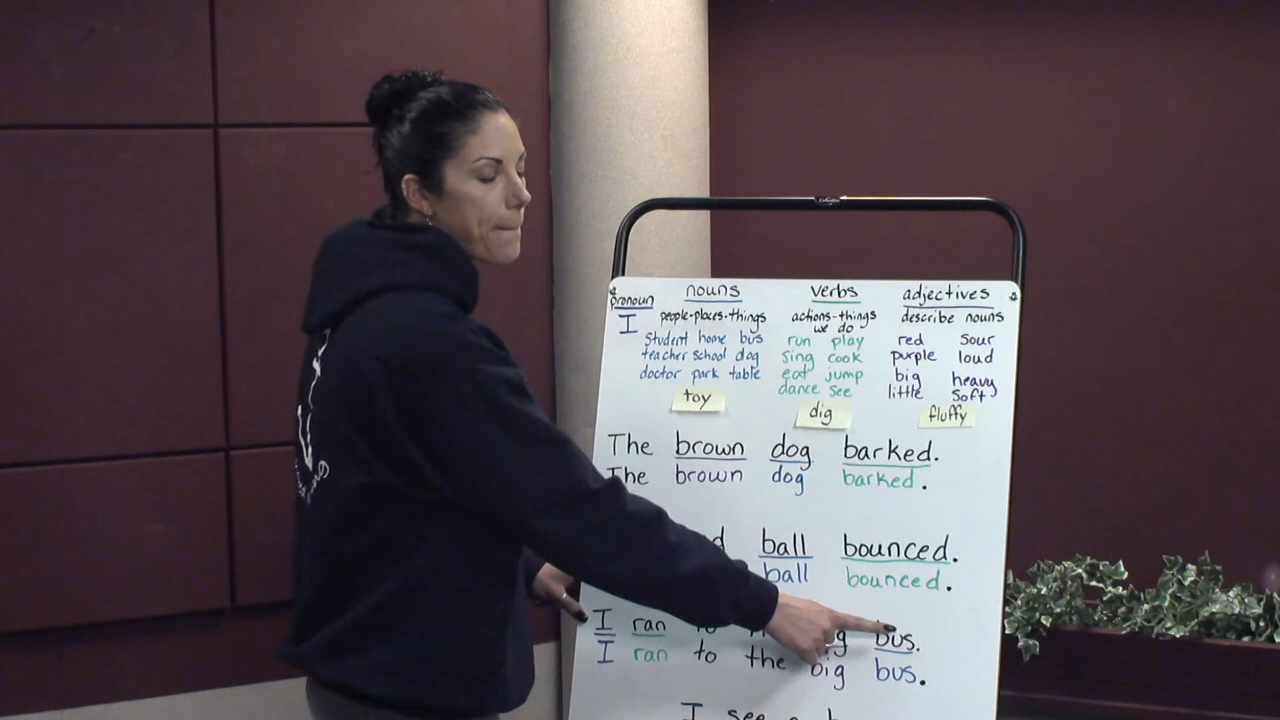 pronoun nouns verbs adjectives
I people-places-things actions-things we do describe nouns
student home bus run play red sour
teacher school dog sing cook purple loud
doctor park table eat jump big heavy
dance see little soft
toy dig fluffy
The brown dog barked.
The brown dog barked.
ball bounced.
ball bounced.
I ran to bus.
I ran to the big bus.
I see